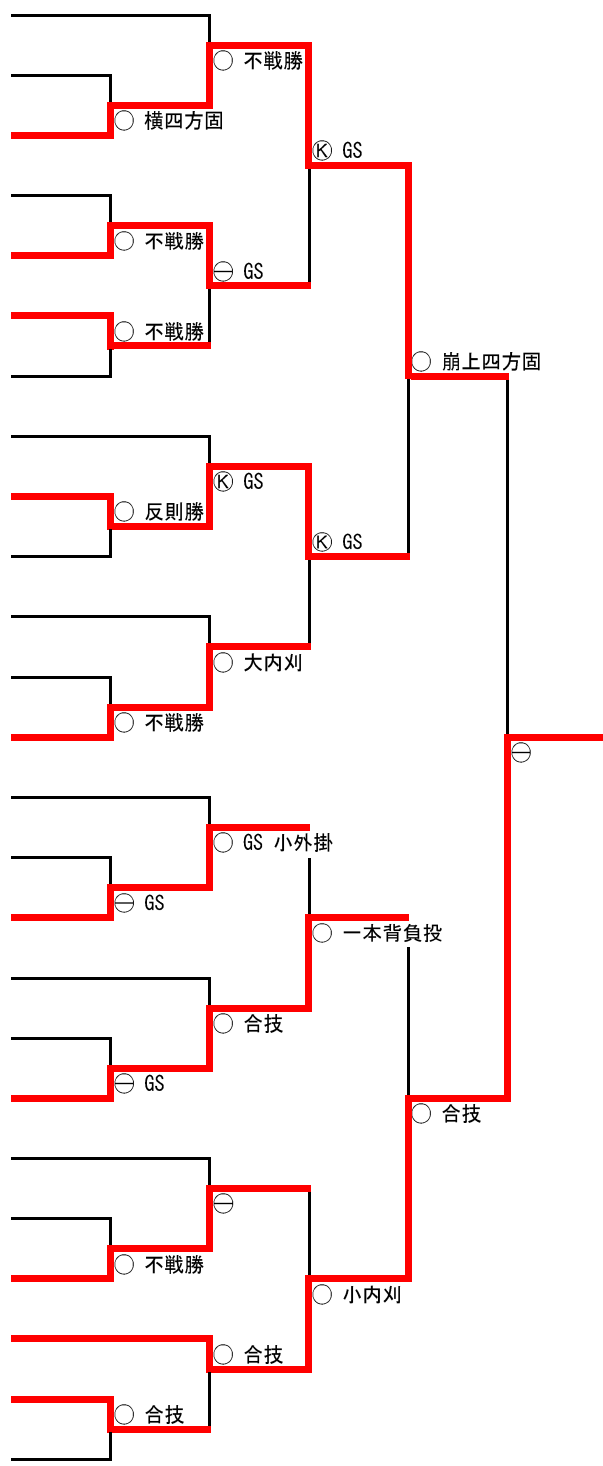 ○ 不戦勝
○ 横四方固
Ⓚ GS
○ 不戦勝
⊖ GS
○ 不戦勝
○ 崩上四方固
Ⓚ GS
○ 反則勝
Ⓚ GS
○ 大内刈
○ 不戦勝
⊖
○ GS 小外掛
⊖ GS
○ 一本背負投
○ 合技
⊖ GS
○ 合技
⊖
○ 不戦勝
○ 小内刈
○ 合技
○ 合技